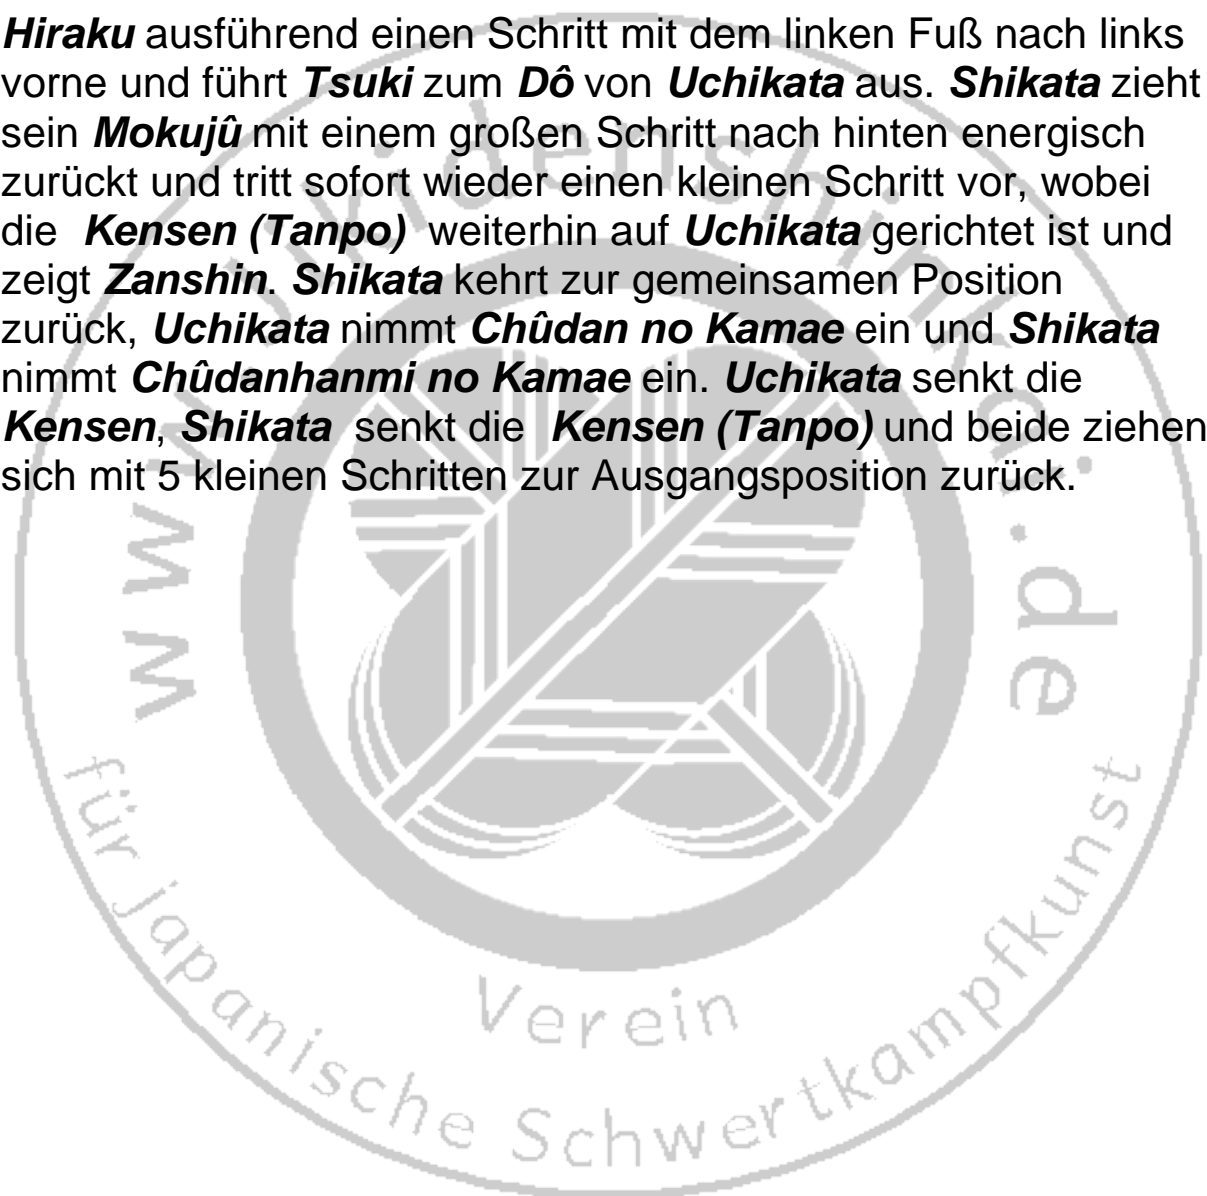 Hiraku ausführend einen Schritt mit dem linken Fuß nach links
vorne und führt Tsuki zum Dô von Uchikata aus. Shikata zieht
sein Mokujû mit einem großen Schritt nach hinten energisch
zurückt und tritt sofort wieder einen kleinen Schritt vor, wobei
die Kensen (Tanpo) weiterhin auf Uchikata gerichtet ist und
zeigt Zanshin. Shikata kehrt zur gemeinsamen Position
zurück, Uchikata nimmt Chûdan no Kamae ein und Shikata
nimmt Chûdanhanmi no Kamae ein. Uchikata senkt die
Kensen, Shikata senkt die Kensen (Tanpo) und beide ziehen
sich mit 5 kleinen Schritten zur Ausgangsposition zurück.
www.jikidenshinkai.de
Verein
für japanische Schwertkampfkunst